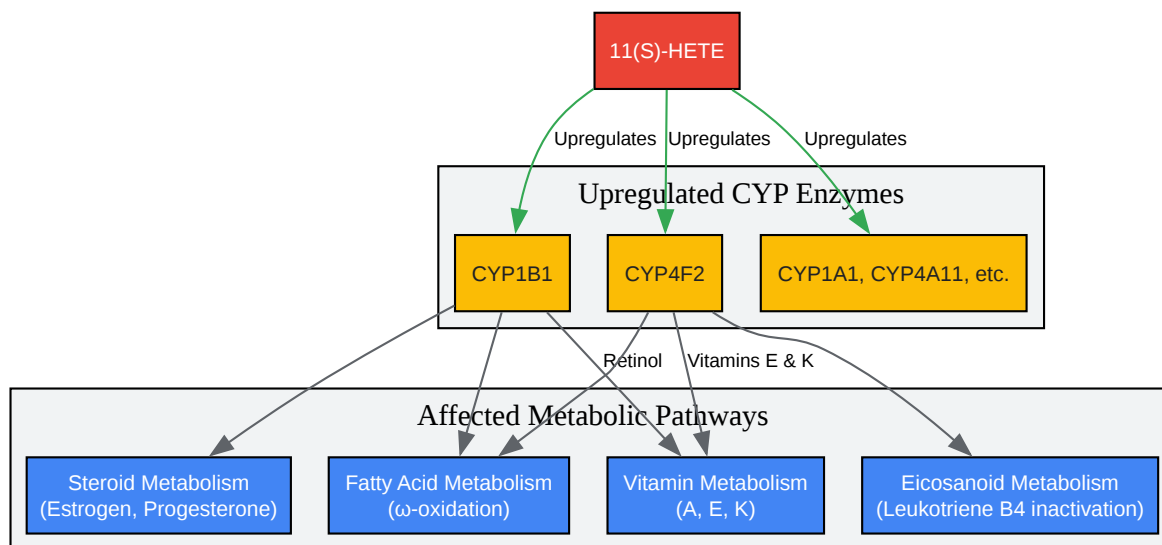 11(S)-HETE
Upregulates
Upregulates
Upregulates
Upregulated CYP Enzymes
CYP1B1
CYP4F2
CYP1A1, CYP4A11, etc.
Retinol
Vitamins E & K
Affected Metabolic Pathways
Steroid Metabolism
(Estrogen, Progesterone)
Fatty Acid Metabolism
(ω-oxidation)
Vitamin Metabolism
(A, E, K)
Eicosanoid Metabolism
(Leukotriene B4 inactivation)